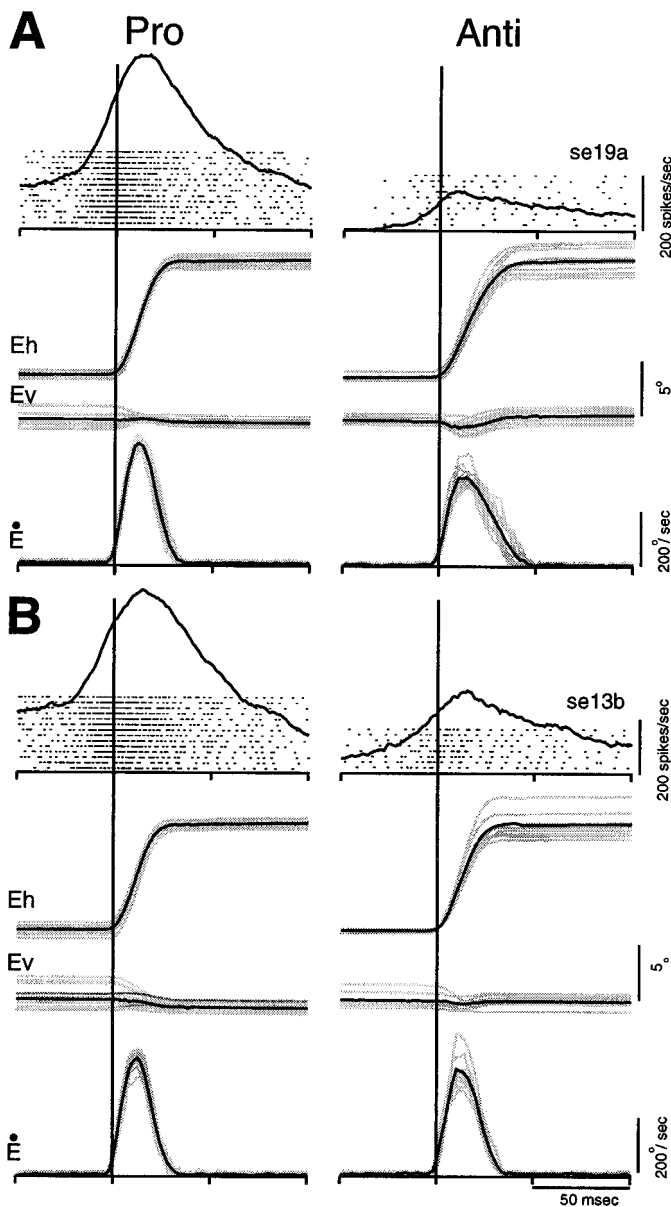 A
Pro
Anti
se19a
200 spikes/sec
Eh
Ev
5°
Ė
200°/ sec
B
se13b
200 spikes/sec
Eh
Ev
5°
Ė
200°/ sec
50 msec